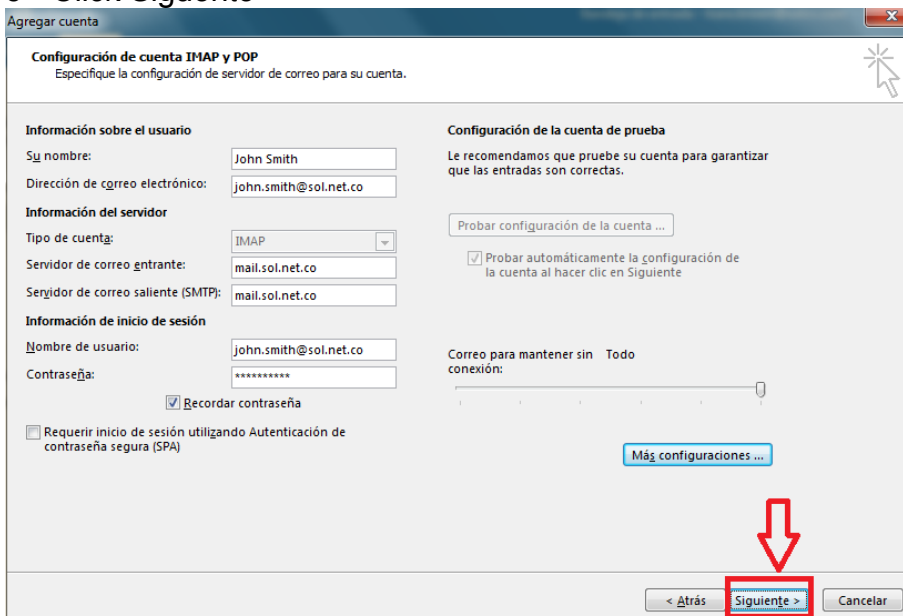 Agregar cuenta
Configuración de cuenta IMAP y POP
Especifique la configuración de servidor de correo para su cuenta.
Información sobre el usuario
Su nombre:
John Smith
Dirección de correo electrónico:
john.smith@sol.net.co
Información del servidor
Tipo de cuenta:
IMAP
Servidor de correo entrante:
mail.sol.net.co
Servidor de correo saliente (SMTP):
mail.sol.net.co
Información de inicio de sesión
Nombre de usuario:
john.smith@sol.net.co
Contraseña:
**********
Recordar contraseña
Requerir inicio de sesión utilizando Autenticación de
contraseña segura (SPA)
Configuración de la cuenta de prueba
Le recomendamos que pruebe su cuenta para garantizar
que las entradas son correctas.
Probar configuración de la cuenta ...
Probar automáticamente la configuración de
la cuenta al hacer clic en Siguiente
Correo para mantener sin Todo
conexión:
Más configuraciones ...
< Atrás
Siguiente >
Cancelar